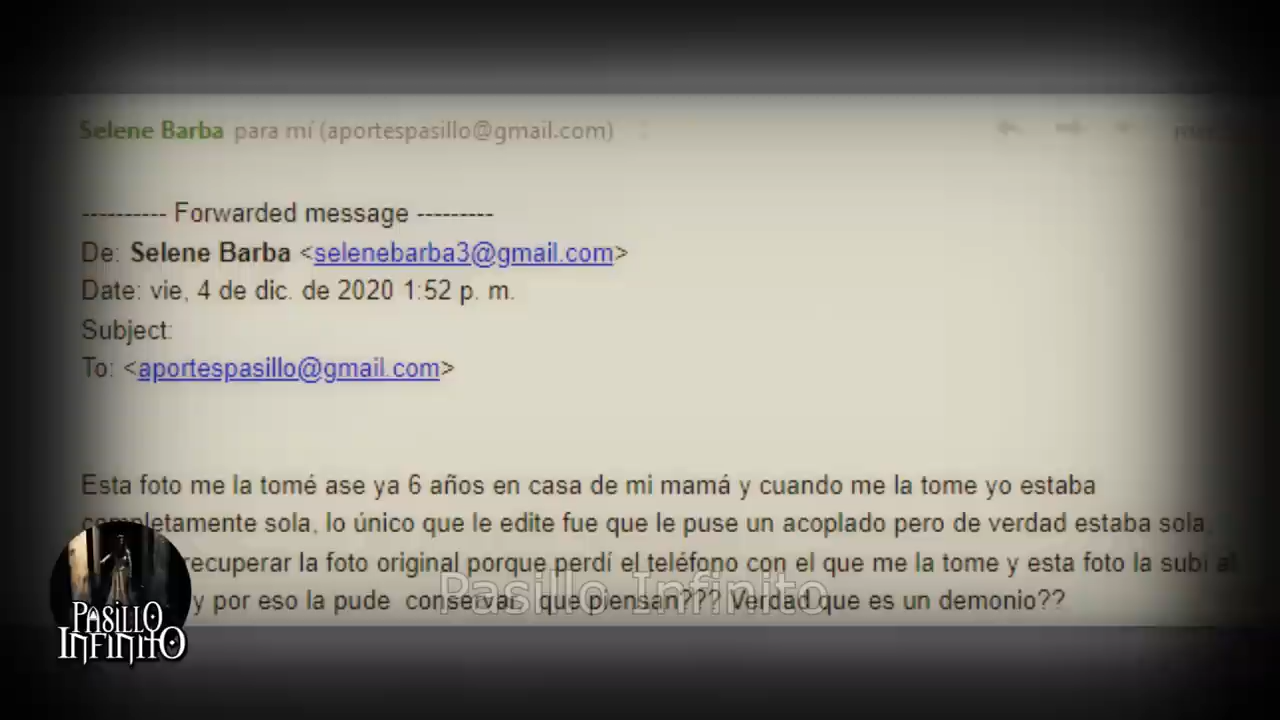 Selene Barba para mí (aportespasillo@gmail.com)
---------- Forwarded message ---------
De: Selene Barba <selenebarba3@gmail.com>
Date: vie, 4 de dic. de 2020 1:52 p. m.
Subject:
To: <aportespasillo@gmail.com>
Esta foto me la tomé ase ya 6 años en casa de mi mamá y cuando me la tome yo estaba
completamente sola, lo único que le edite fue que le puse un acoplado pero de verdad estaba sola,
recuperar la foto original porque perdí el teléfono con el que me la tome y esta foto la subí al
y por eso la pude conservar que piensan??? Verdad que es un demonio??
Pasillo Infinito
PASILLO
INFINITO